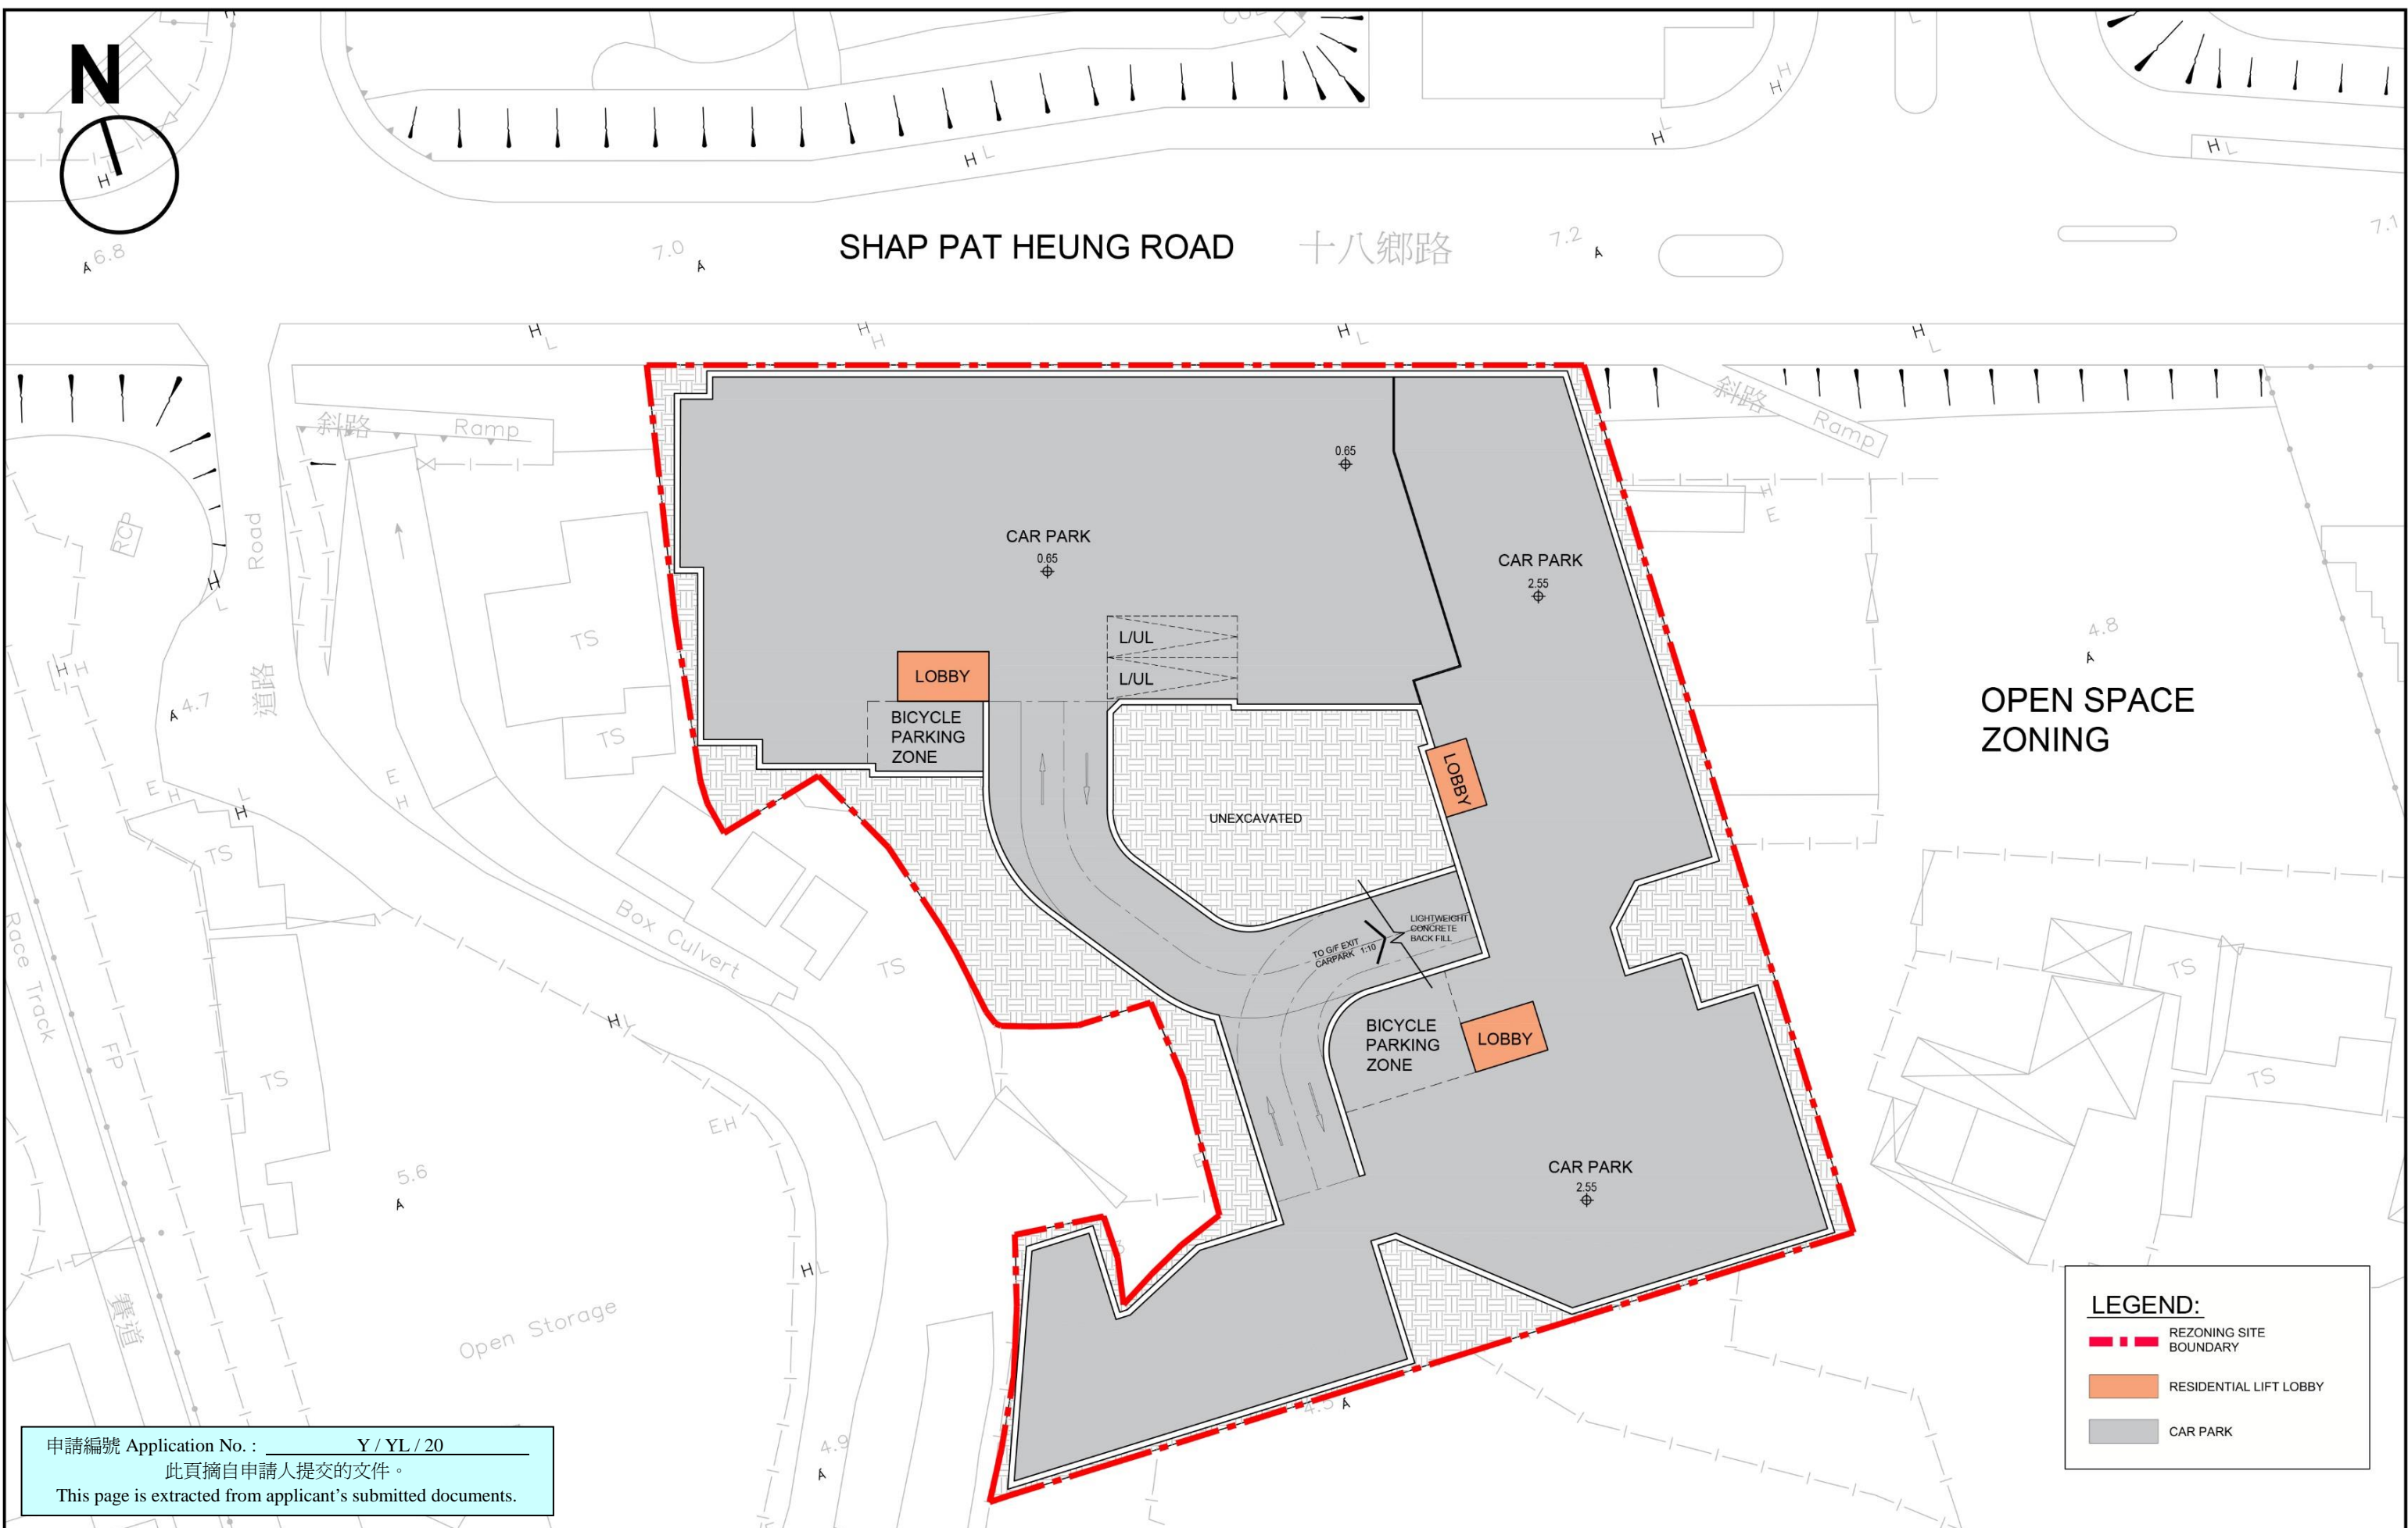 N
H
H
COL
L
L
H
H
H L
L
H
H L
6.8
7.0
SHAP PAT HEUNG ROAD 十八鄉路
7.2
7.1
H
L
H
H
H
L
H
L
斜路 Ramp
斜路
Ramp
0.65
RCP
Road
H
E
CAR PARK
0.65
CAR PARK
2.55
H
L
4.8
TS
L/UL
H
H
LOBBY
L/UL
道路
OPEN SPACE
ZONING
4.7
BICYCLE
PARKING
ZONE
TS
LOBBY
E
H
E
H
L
H
UNEXCAVATED
TS
Box Culvert
LIGHTWEIGHT
CONCRETE
BACK FILL
Race Track
TO G/F EXIT
CARPARK 1:10
TS
TS
H
L
BICYCLE
PARKING
ZONE
LOBBY
FP
TS
TS
EH
E
CAR PARK
2.55
5.6
3
H
L
賽道
Open Storage
LEGEND:
REZONING SITE
BOUNDARY
RESIDENTIAL LIFT LOBBY
CAR PARK
4.5
4.9
申請編號 Application No. : Y / YL / 20
此頁摘自申請人提交的文件。
This page is extracted from applicant's submitted documents.